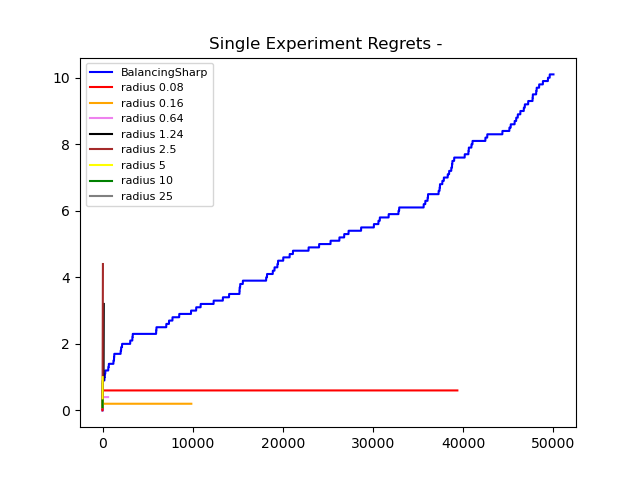 Single Experiment Regrets -
BalancingSharp
radius 0.08
radius 0.16
radius 0.64
radius 1.24
radius 2.5
radius 5
radius 10
radius 25
10
8
6
4
2
0
0 10000 20000 30000 40000 50000